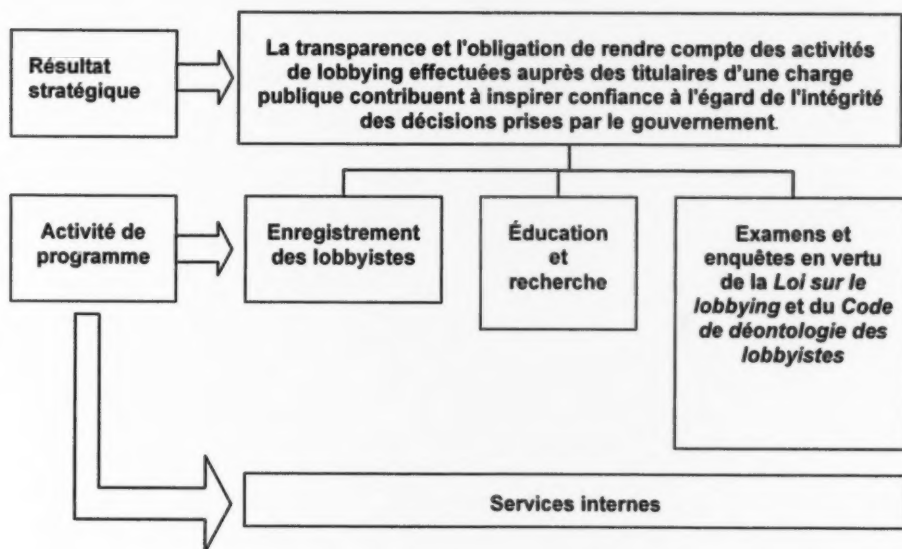 Résultat
stratégique
La transparence et l'obligation de rendre compte des activités
de lobbying effectuées auprès des titulaires d'une charge
publique contribuent à inspirer confiance à l'égard de l'intégrité
des décisions prises par le gouvernement.
Activité de
programme
Enregistrement
des lobbyistes
Éducation
et
recherche
Examens et
enquêtes en vertu
de la Loi sur le
lobbying et du Code
de déontologie des
lobbyistes
Services internes